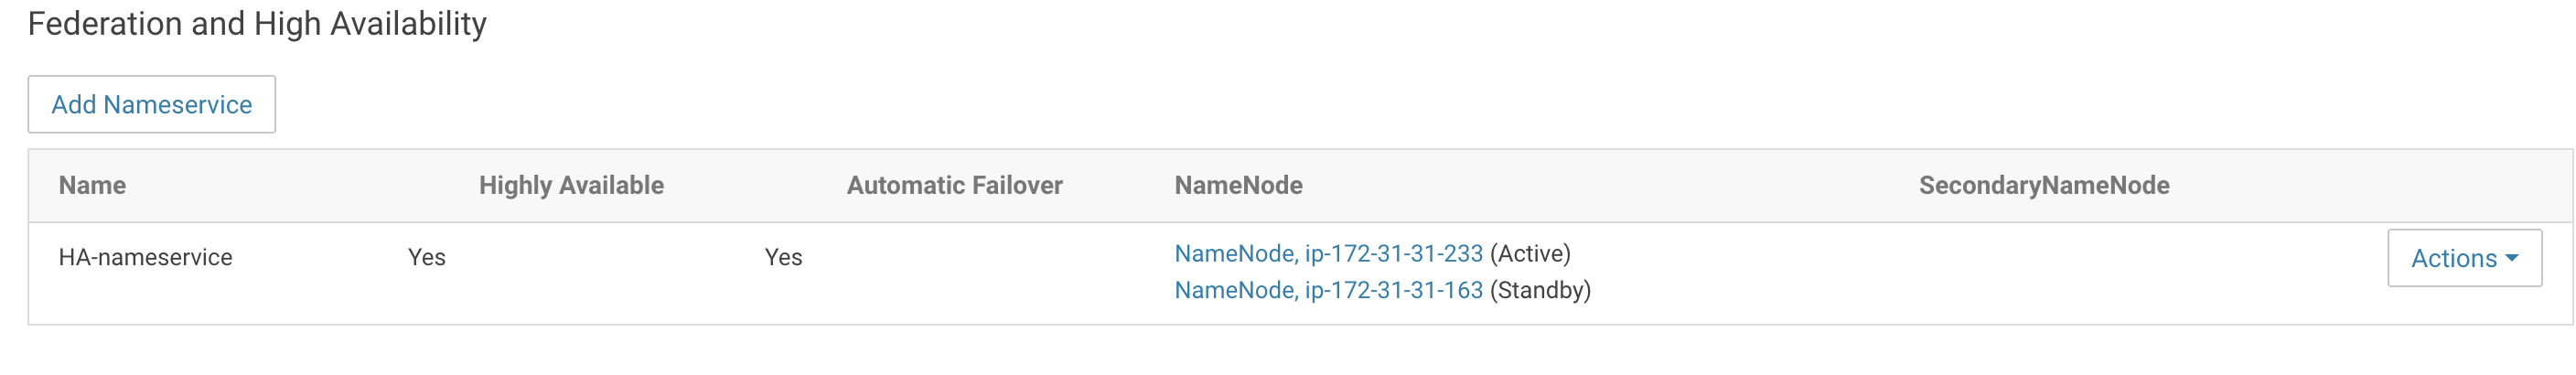 Federation and High Availability
Add Nameservice
Name Highly Available Automatic Failover NameNode SecondaryNameNode
HA-nameservice Yes Yes NameNode, ip-172-31-31-233 (Active) Actions
NameNode, ip-172-31-31-163 (Standby)